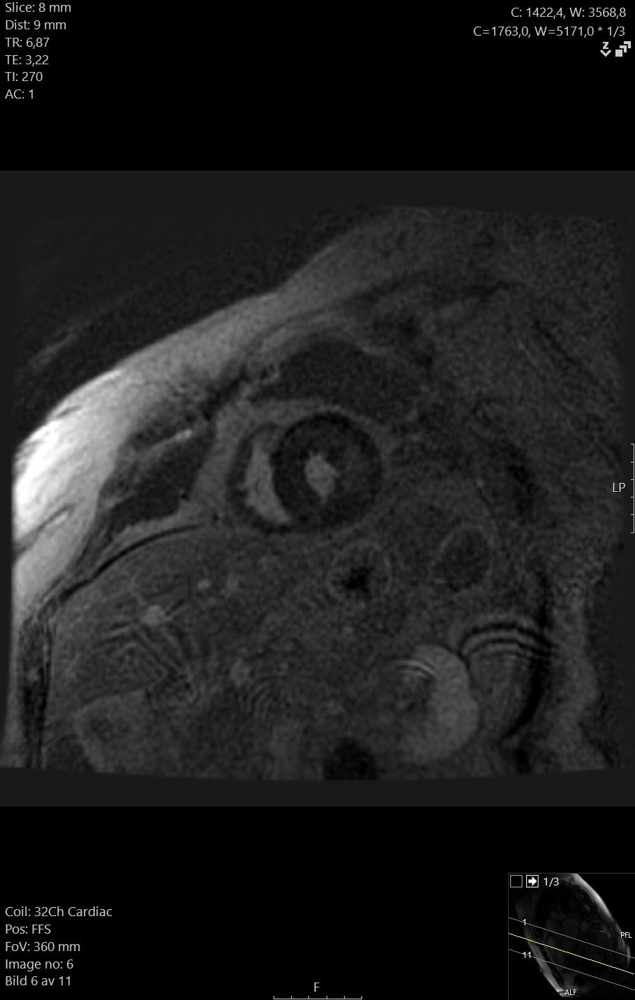 Slice: 8 mm
Dist: 9 mm
TR: 6,87
TE: 3,22
TI: 270
AC: 1
C: 1422,4, W: 3568,8
C=1763,0, W=5171,0 * 1/3
Z
LP
1/3
1
PFL
11
ALF
Coil: 32Ch Cardiac
Pos: FFS
FoV: 360 mm
Image no: 6
Bild 6 av 11
F